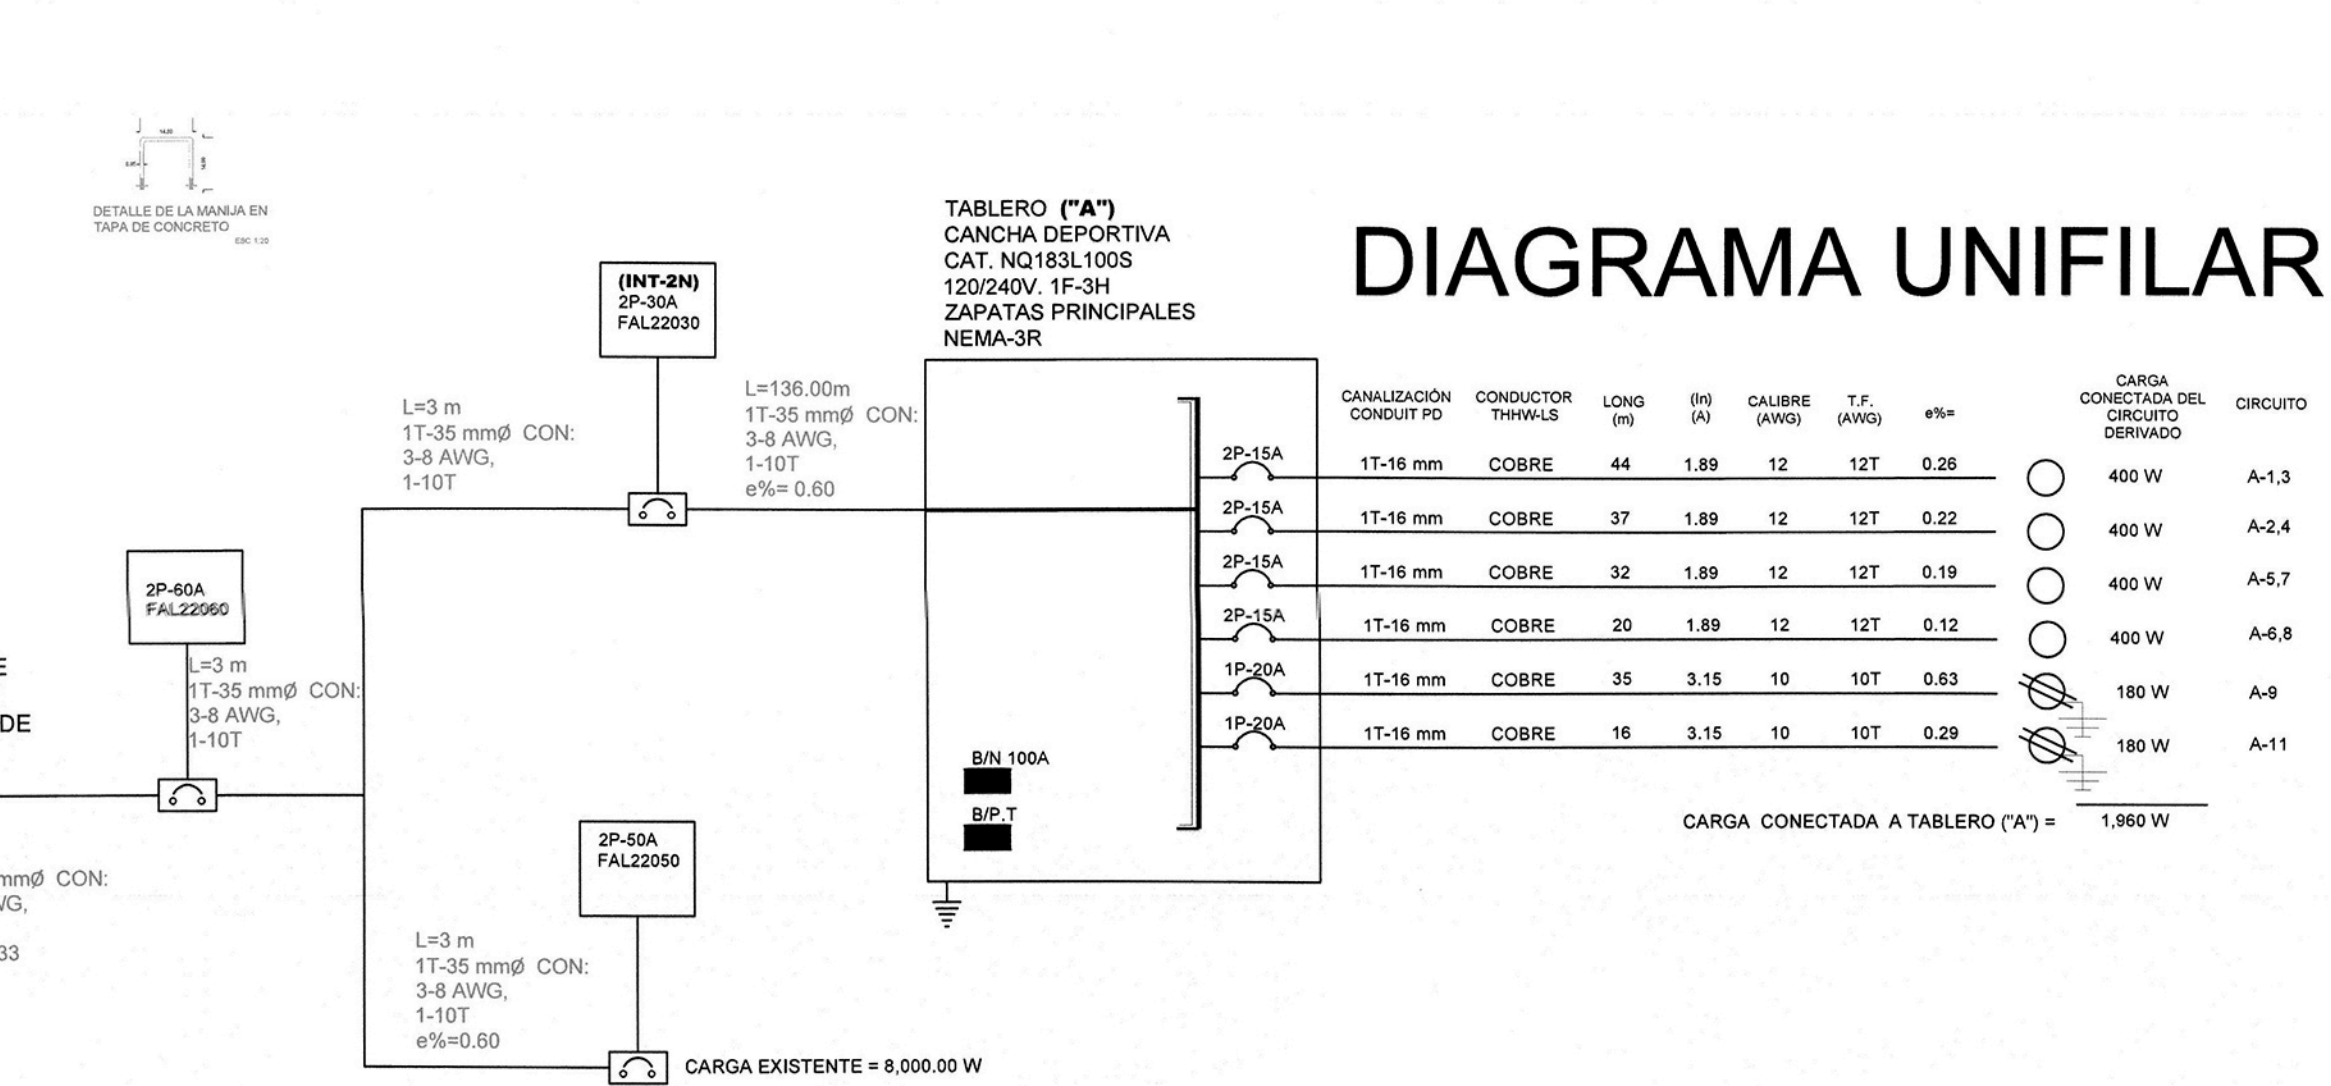 14,00
DETALLE DE LA MANIJA EN
TAPA DE CONCRETO
ESC 1:20
(INT-2N)
2P-30A
FAL22030
TABLERO ("A")
CANCHA DEPORTIVA
CAT. NQ183L100S
120/240V. 1F-3H
ZAPATAS PRINCIPALES
NEMA-3R
DIAGRAMA UNIFILAR
L=3 m
1T-35 mmØ CON:
3-8 AWG,
1-10T
L=136.00m
1T-35 mmØ CON:
3-8 AWG,
1-10T
e%= 0.60
CANALIZACIÓN
CONDUIT PD
CONDUCTOR
THHW-LS
LONG
(m)
(In)
(A)
CALIBRE
(AWG)
T.F.
(AWG)
e%=
CARGA
CONECTADA DEL
CIRCUITO
DERIVADO
CIRCUITO
2P-15A 1T-16 mm COBRE 44 1.89 12 12T 0.26 400 W A-1,3
2P-15A 1T-16 mm COBRE 37 1.89 12 12T 0.22 400 W A-2,4
2P-15A 1T-16 mm COBRE 32 1.89 12 12T 0.19 400 W A-5,7
2P-15A 1T-16 mm COBRE 20 1.89 12 12T 0.12 400 W A-6,8
1P-20A 1T-16 mm COBRE 35 3.15 10 10T 0.63 180 W A-9
1P-20A 1T-16 mm COBRE 16 3.15 10 10T 0.29 180 W A-11
CARGA CONECTADA A TABLERO ("A") = 1,960 W
B/N 100A
B/P.T
2P-60A
FAL22060
L=3 m
1T-35 mmØ CON:
3-8 AWG,
1-10T
E
DE
mmØ CON:
WG,
33
2P-50A
FAL22050
L=3 m
1T-35 mmØ CON:
3-8 AWG,
1-10T
e%=0.60
CARGA EXISTENTE = 8,000.00 W